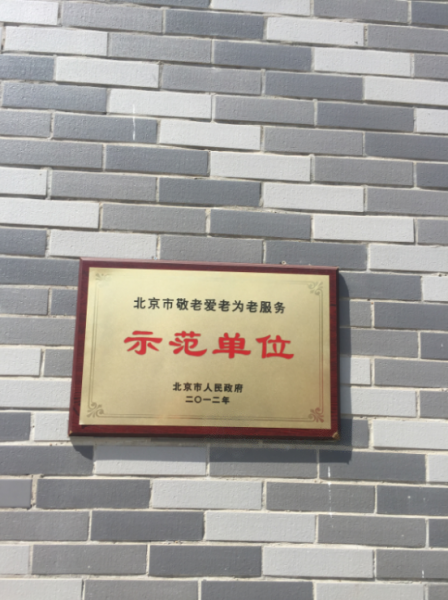 北京市敬老爱老为老服务
示范单位
北京市人民政府
二〇一二年